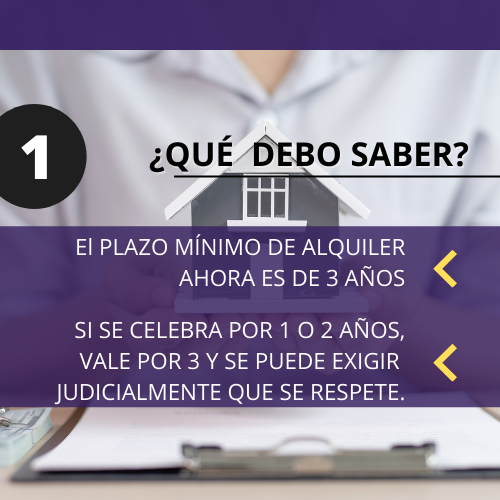 1
¿QUÉ DEBO SABER?
El PLAZO MÍNIMO DE ALQUILER
AHORA ES DE 3 AÑOS
SI SE CELEBRA POR 1 O 2 AÑOS,
VALE POR 3 Y SE PUEDE EXIGIR
JUDICIALMENTE QUE SE RESPETE.